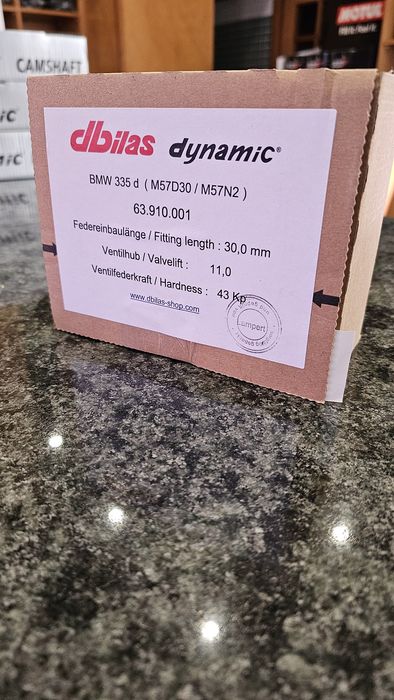 CAMSHAFT
MOTUL
dbilas dynamic®
BMW 335 d ( M57D30 / M57N2 )
63.910.001
Federeinbaulänge / Fitting length : 30,0 mm
Ventilhub / Valvelift : 11,0
Ventilfederkraft / Hardness : 43 Kp
www.dbilas-shop.com
Lampert